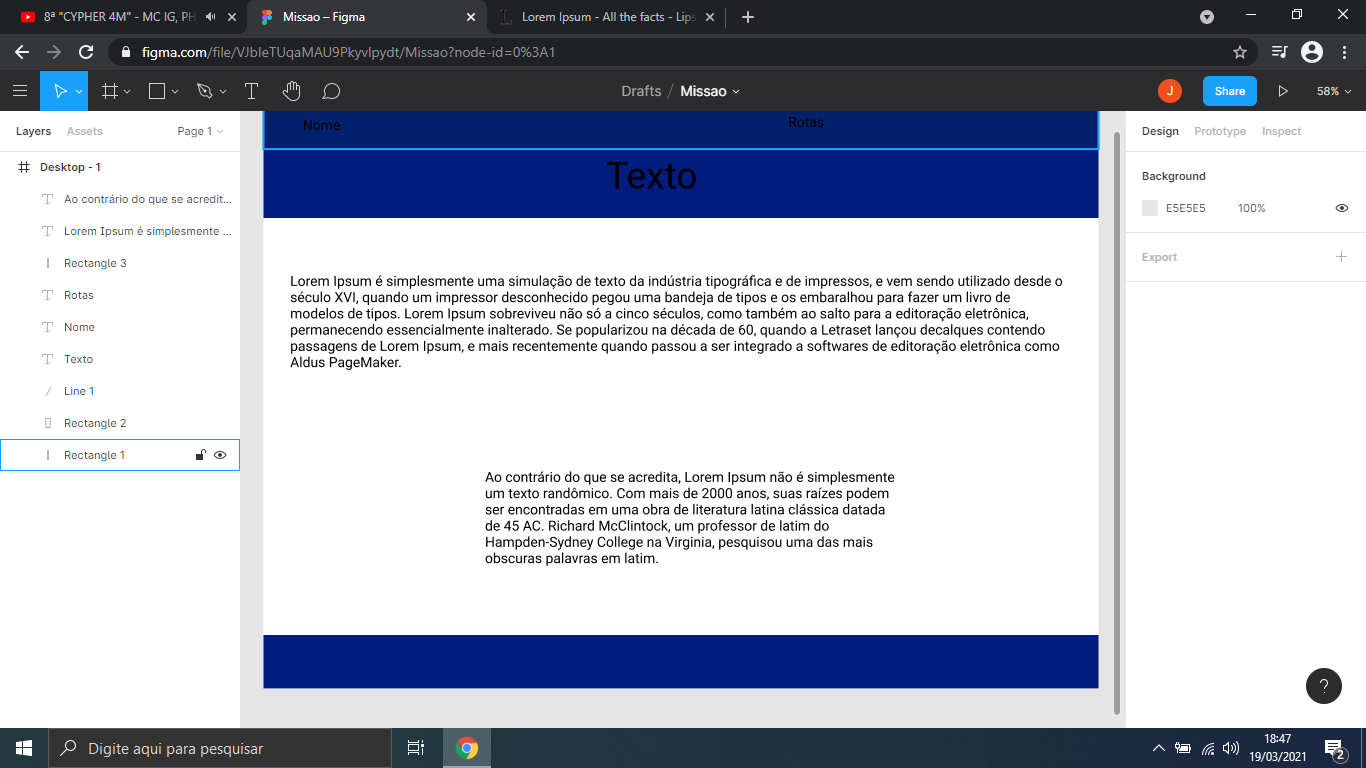 8ª "CYPHER 4M" - MC IG, PH
Missao – Figma
Lorem Ipsum - All the facts - Lips
figma.com/file/VJbleTUqaMAU9PkyvIpydt/Missao?node-id=0%3A1
Drafts / Missao
J
Share
58%
Layers
Assets
Page 1
Desktop - 1
Ao contrário do que se acredit...
Lorem Ipsum é simplesmente ...
Rectangle 3
Rotas
Nome
Texto
Line 1
Rectangle 2
Rectangle 1
Nome
Rotas
Texto
Lorem Ipsum é simplesmente uma simulação de texto da indústria tipográfica e de impressos, e vem sendo utilizado desde o
século XVI, quando um impressor desconhecido pegou uma bandeja de tipos e os embaralhou para fazer um livro de
modelos de tipos. Lorem Ipsum sobreviveu não só a cinco séculos, como também ao salto para a editoração eletrônica,
permanecendo essencialmente inalterado. Se popularizou na década de 60, quando a Letraset lançou decalques contendo
passagens de Lorem Ipsum, e mais recentemente quando passou a ser integrado a softwares de editoração eletrônica como
Aldus PageMaker.
Ao contrário do que se acredita, Lorem Ipsum não é simplesmente
um texto randômico. Com mais de 2000 anos, suas raízes podem
ser encontradas em uma obra de literatura latina clássica datada
de 45 AC. Richard McClintock, um professor de latim do
Hampden-Sydney College na Virginia, pesquisou uma das mais
obscuras palavras em latim.
Design
Prototype
Inspect
Background
E5E5E5
100%
Export
?
Digite aqui para pesquisar
18:47
19/03/2021
2